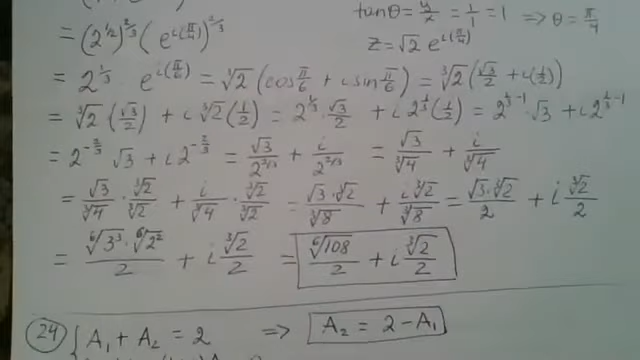 tanθ = y/x = 1/1 = 1 => θ = π/4
= (2^{1/2})^{2/3} (e^{i(π/4)})^{2/3}
z = √2 e^{i(π/4)}
= 2^{1/3} e^{i(π/6)} = ∛2 (cos π/6 + i sin π/6) = ∛2 (√3/2 + i(1/2))
= ∛2 (√3/2) + i ∛2 (1/2) = 2^{1/3} · √3/2 + i 2^{1/3} (1/2) = 2^{1/3 - 1} · √3 + i 2^{1/3 - 1}
= 2^{-2/3} √3 + i 2^{-2/3} = √3/2^{2/3} + i/2^{2/3} = √3/∛4 + i/∛4
= √3/∛4 · ∛2/∛2 + i/∛4 · ∛2/∛2 = √3·∛2/∛8 + i∛2/∛8 = √3·∛2/2 + i ∛2/2
= ⁶√3³ · ⁶√2²/2 + i ∛2/2 = ⁶√108/2 + i ∛2/2
24 A₁ + A₂ = 2 => A₂ = 2 - A₁